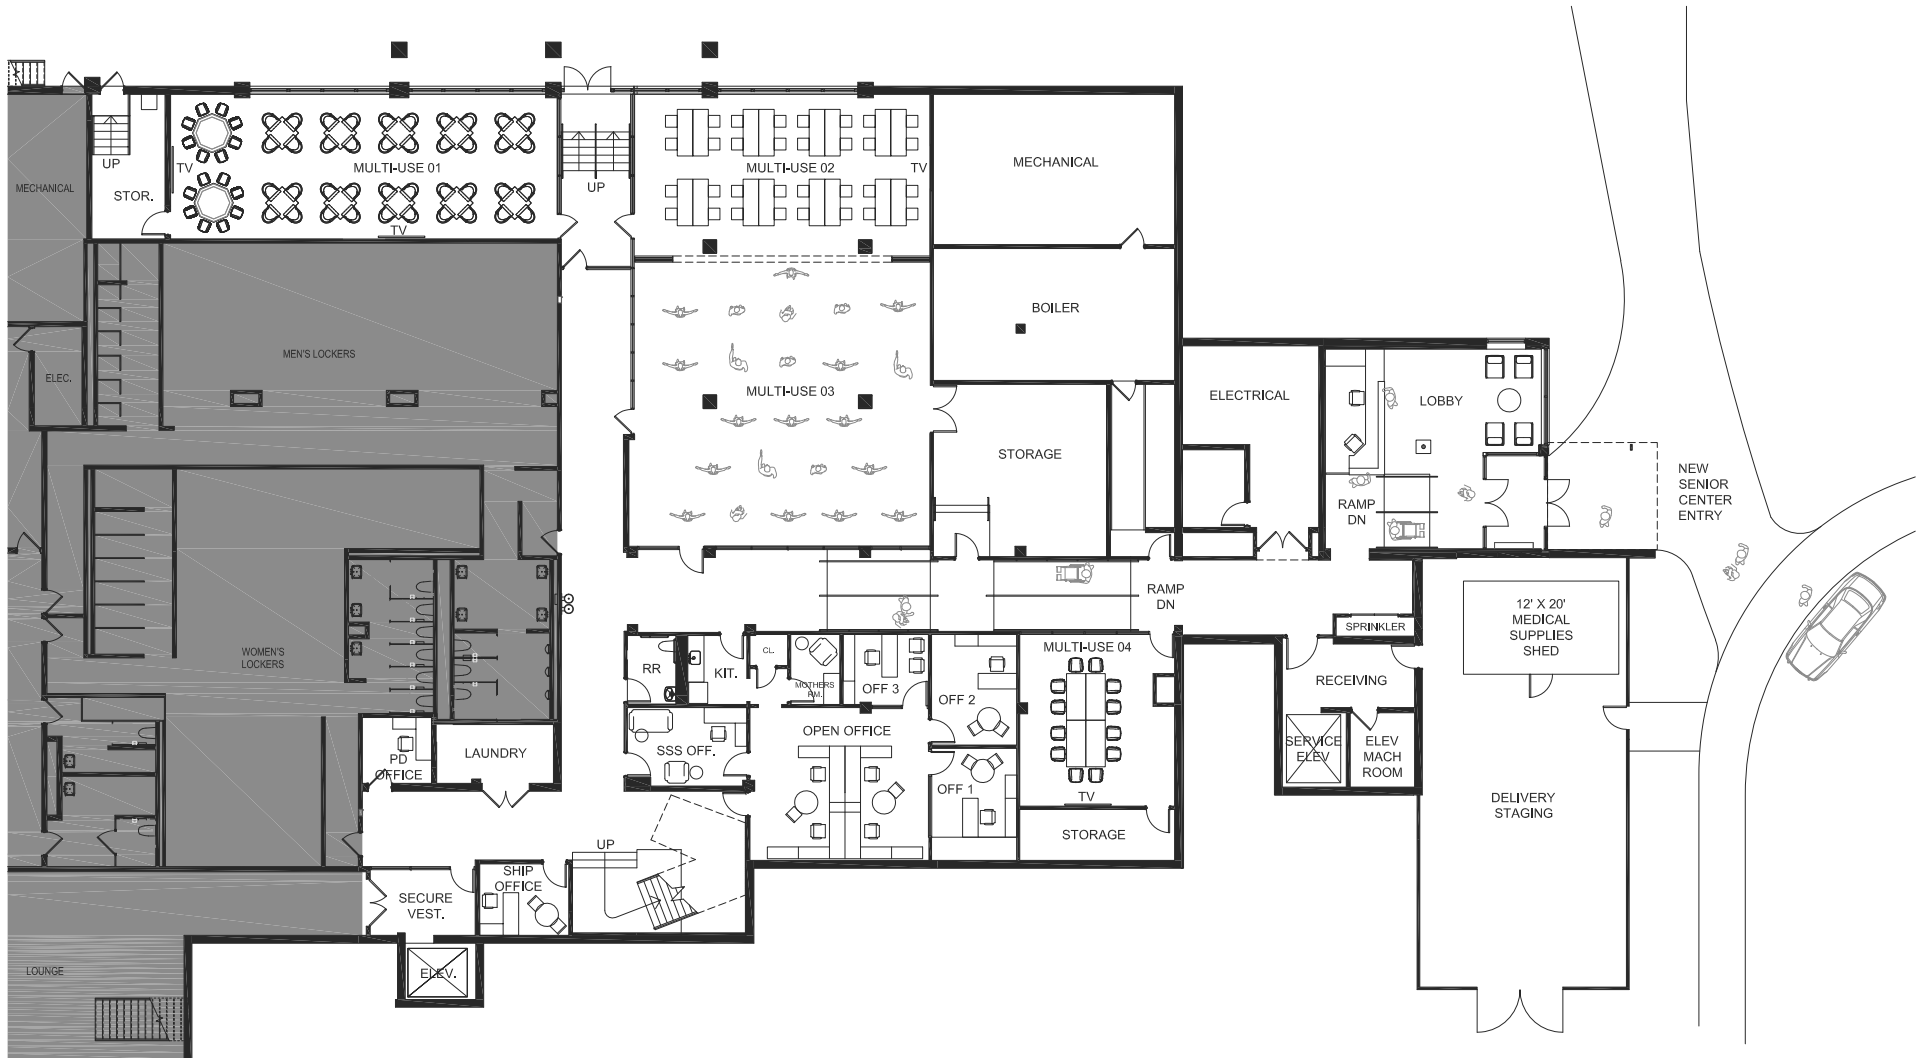 MECHANICAL
UP
STOR.
TV
MULTI-USE 01
TV
UP
MULTI-USE 02
TV
MECHANICAL
BOILER
ELEC.
MEN'S LOCKERS
MULTI-USE 03
STORAGE
ELECTRICAL
LOBBY
RAMP
DN
NEW
SENIOR
CENTER
ENTRY
RAMP
DN
12' X 20'
MEDICAL
SUPPLIES
SHED
SPRINKLER
WOMEN'S
LOCKERS
RR
KIT.
CL.
MOTHERS
RM.
OFF 3
OFF 2
MULTI-USE 04
RECEIVING
OPEN OFFICE
SSS OFF.
LAUNDRY
PD
OFFICE
SERVICE
ELEV
ELEV
MACH
ROOM
OFF 1
TV
DELIVERY
STAGING
STORAGE
UP
SHIP
OFFICE
SECURE
VEST.
LOUNGE
ELEV.